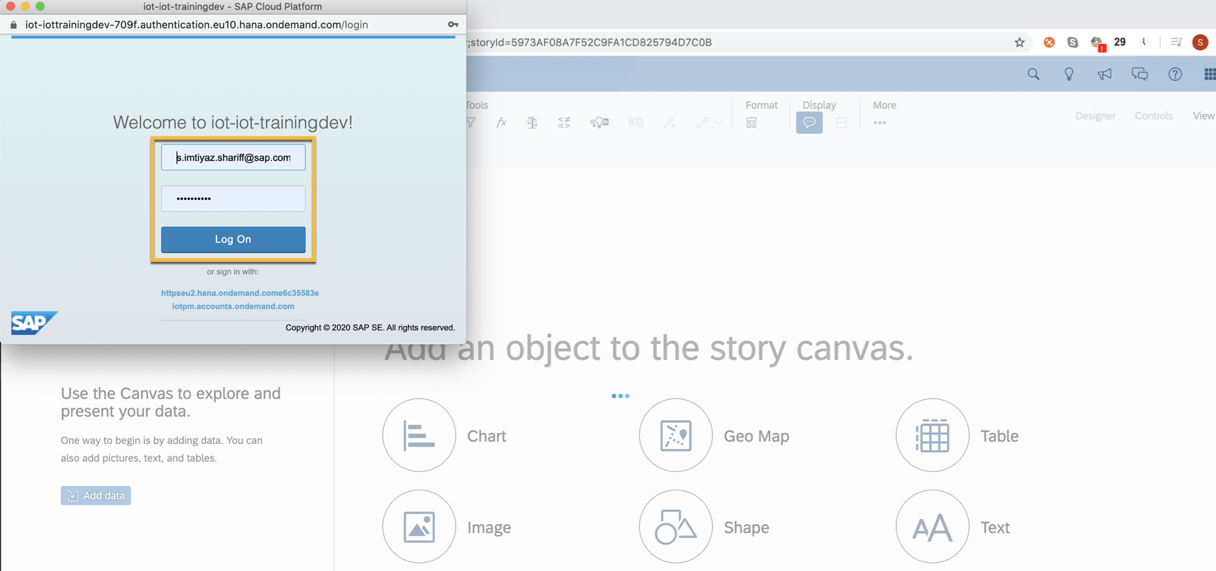 iot-iot-trainingdev - SAP Cloud Platform
iot-iottrainingdev-709f.authentication.eu10.hana.ondemand.com/login
Welcome to iot-iot-trainingdev!
s.imtiyaz.shariff@sap.com
••••••••••
Log On
or sign in with:
httpseu2.hana.ondemand.come6c35583e
iotpm.accounts.ondemand.com
SAP
Copyright © 2020 SAP SE. All rights reserved.
;storyId=5973AF08A7F52C9FA1CD825794D7C0B
29
S
Tools
Format
Display
More
Designer
Controls
View
Add an object to the story canvas.
Use the Canvas to explore and
present your data.
One way to begin is by adding data. You can
also add pictures, text, and tables.
Add data
Chart
Geo Map
Table
Image
Shape
Text